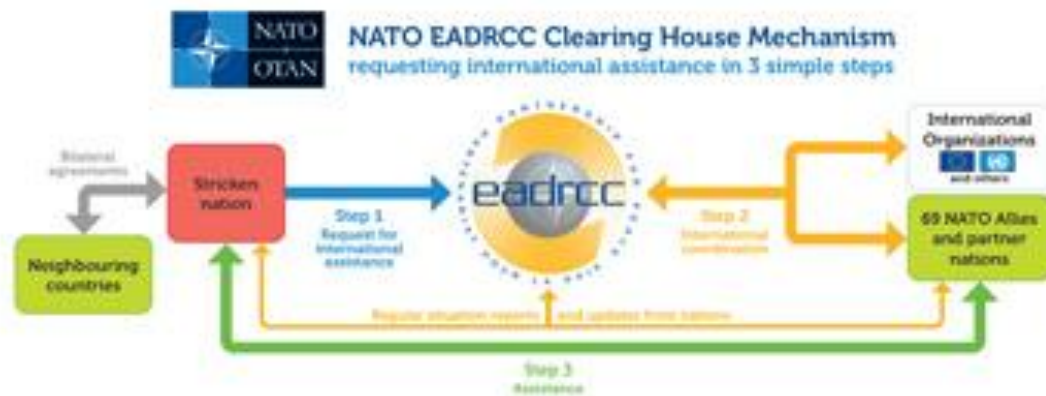 NATO
OTAN
NATO EADRCC Clearing House Mechanism
requesting international assistance in 3 simple steps
Bilateral
agreements
Stricken
nation
Neighbouring
countries
Step 1
Request for
international
assistance
eadrcc
Step 2
International
coordination
International
Organizations
and others
69 NATO Allies
and partner
nations
Regular situation reports and updates from nations
Step 3
Assistance